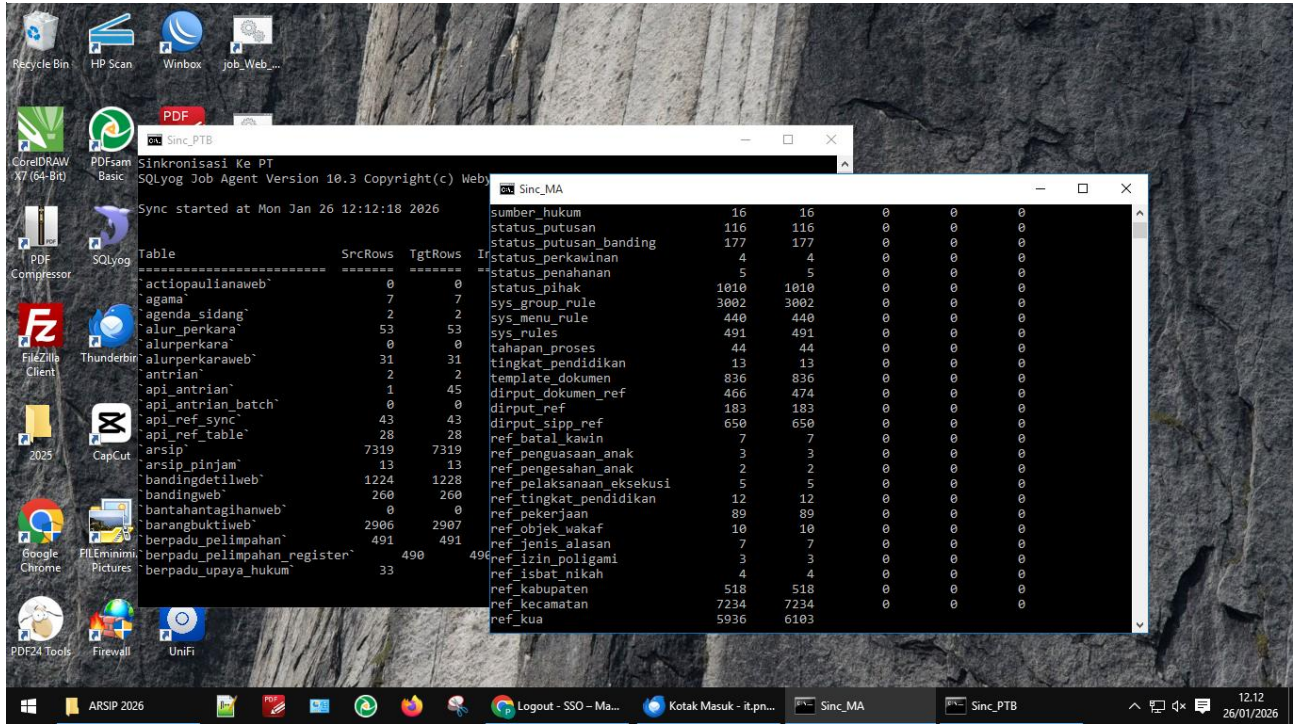 Recycle Bin
HP Scan
Winbox
job_Web_...
CorelDRAW X7 (64-Bit)
PDFsam Basic
PDF
PDF Compressor
SQLyog
FileZilla Client
Thunderbir
2025
CapCut
Google Chrome
FILEminimi... Pictures
PDF24 Tools
Firewall
UniFi
Sinc_PTB
Sinkronisasi Ke PT
SQLyog Job Agent Version 10.3 Copyright(c) Weby
Sync started at Mon Jan 26 12:12:18 2026
Table SrcRows TgtRows In
========================== ======= ======= ==
`actiopaulianaweb` 0 0
`agama` 7 7
`agenda_sidang` 2 2
`alur_perkara` 53 53
`alurperkara` 0 0
`alurperkaraweb` 31 31
`antrian` 2 2
`api_antrian` 1 45
`api_antrian_batch` 0 0
`api_ref_sync` 43 43
`api_ref_table` 28 28
`arsip` 7319 7319
`arsip_pinjam` 13 13
`bandingdetilweb` 1224 1228
`bandingweb` 260 260
`bantahantagihanweb` 0 0
`barangbuktiweb` 2906 2907
`berpadu_pelimpahan` 491 491
`berpadu_pelimpahan_register` 490 490
`berpadu_upaya_hukum` 33
Sinc_MA
sumber_hukum 16 16 0 0 0
status_putusan 116 116 0 0 0
status_putusan_banding 177 177 0 0 0
status_perkawinan 4 4 0 0 0
status_penahanan 5 5 0 0 0
status_pihak 1010 1010 0 0 0
sys_group_rule 3002 3002 0 0 0
sys_menu_rule 440 440 0 0 0
sys_rules 491 491 0 0 0
tahapan_proses 44 44 0 0 0
tingkat_pendidikan 13 13 0 0 0
template_dokumen 836 836 0 0 0
dirput_dokumen_ref 466 474 0 0 0
dirput_ref 183 183 0 0 0
dirput_sipp_ref 650 650 0 0 0
ref_batal_kawin 7 7 0 0 0
ref_penguasaan_anak 3 3 0 0 0
ref_pengesahan_anak 2 2 0 0 0
ref_pelaksanaan_eksekusi 5 5 0 0 0
ref_tingkat_pendidikan 12 12 0 0 0
ref_pekerjaan 89 89 0 0 0
ref_objek_wakaf 10 10 0 0 0
ref_jenis_alasan 7 7 0 0 0
ref_izin_poligami 3 3 0 0 0
ref_isbat_nikah 4 4 0 0 0
ref_kabupaten 518 518 0 0 0
ref_kecamatan 7234 7234 0 0 0
ref_kua 5936 6103
ARSIP 2026
Logout - SSO – Ma...
Kotak Masuk - it.pn...
Sinc_MA
Sinc_PTB
12.12
26/01/2026